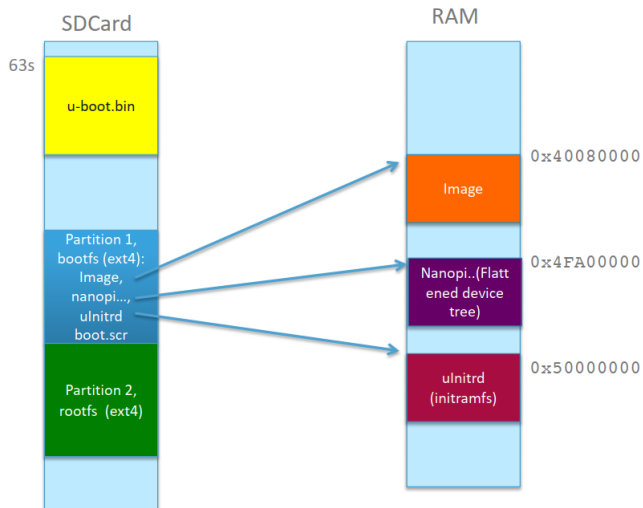 SDCard
63s
u-boot.bin
Partition 1,
bootfs (ext4):
Image,
nanopi...,
uInitrd
boot.scr
Partition 2,
rootfs (ext4)
RAM
0x40080000
Image
0x4FA00000
Nanopi..(Flatt
ened device
tree)
0x50000000
uInitrd
(initramfs)